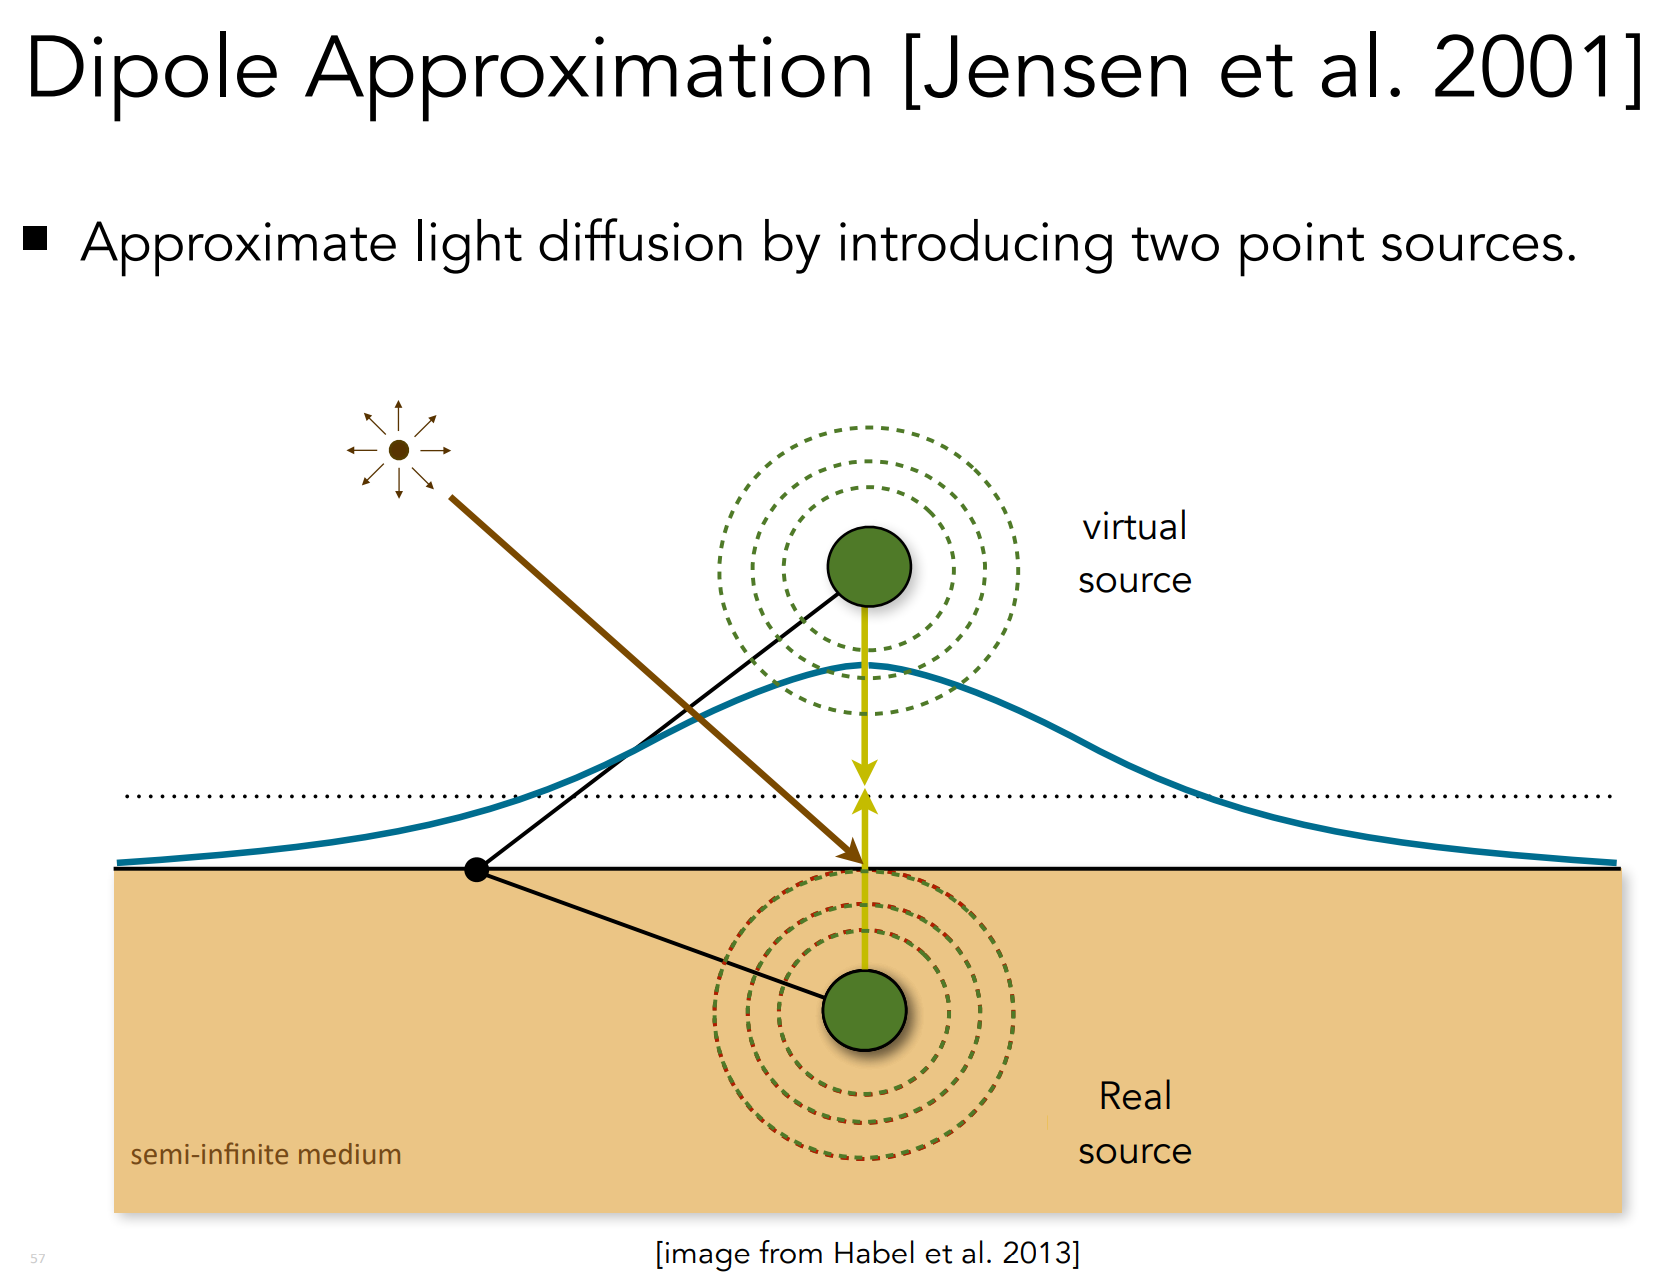 Dipole Approximation [Jensen et al. 2001]
Approximate light diffusion by introducing two point sources.
virtual
source
Real
source
semi-infinite medium
[image from Habel et al. 2013]
57